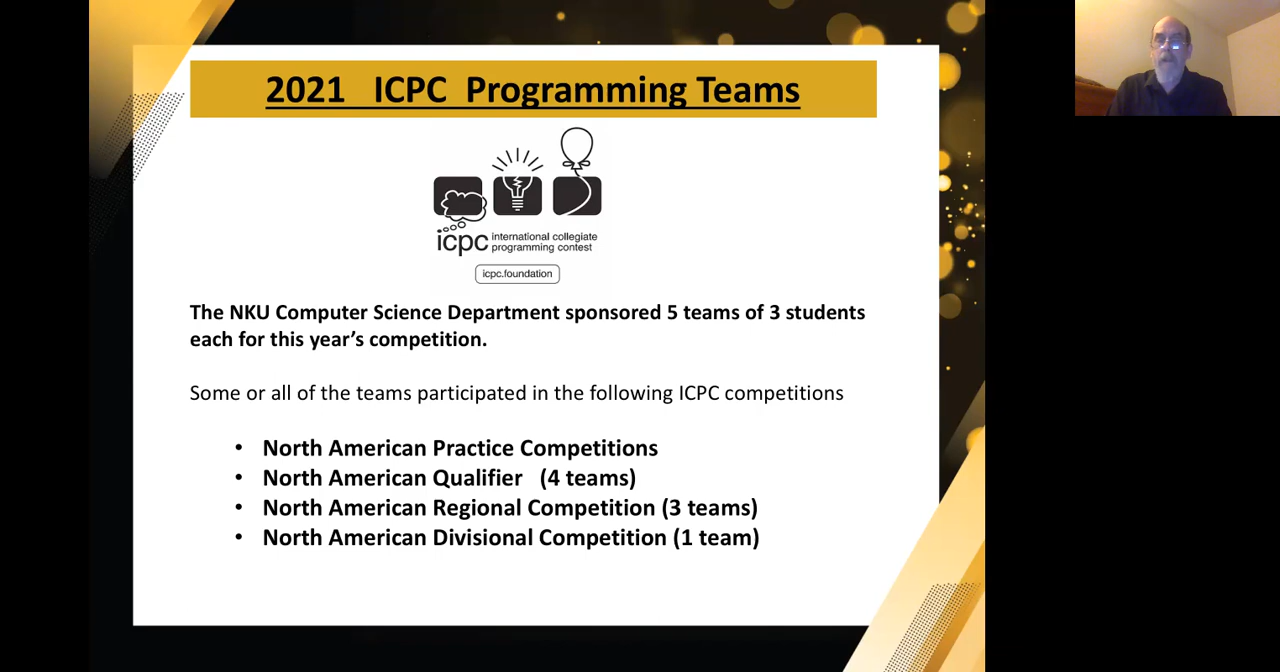 2021 ICPC Programming Teams
icpc international collegiate
programming contest
icpc.foundation
The NKU Computer Science Department sponsored 5 teams of 3 students
each for this year’s competition.
Some or all of the teams participated in the following ICPC competitions
• North American Practice Competitions
• North American Qualifier (4 teams)
• North American Regional Competition (3 teams)
• North American Divisional Competition (1 team)